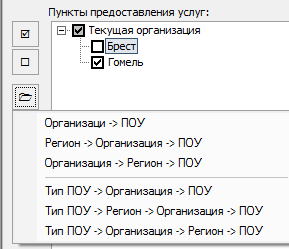 Пункты предоставления услуг:
Текущая организация
Брест
Гомель
Организаци -> ПОУ
Регион -> Организация -> ПОУ
Организация -> Регион -> ПОУ
Тип ПОУ -> Организация -> ПОУ
Тип ПОУ -> Регион -> Организация -> ПОУ
Тип ПОУ -> Организация -> Регион -> ПОУ